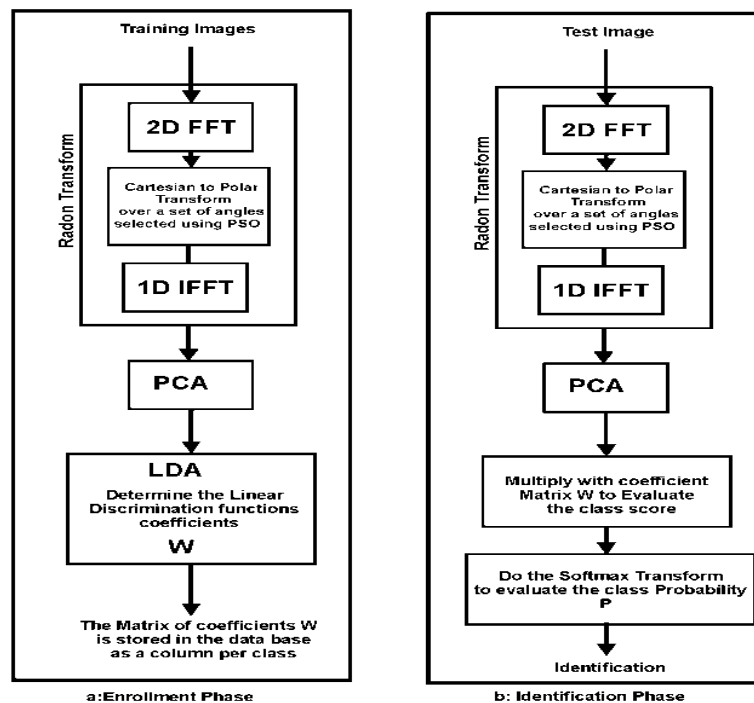 Training Images
Radon Transform
2D FFT
Cartesian to Polar
Transform
over a set of angles
selected using PSO
1D IFFT
PCA
LDA
Determine the Linear
Discrimination functions
coefficients
W
The Matrix of coefficients W
is stored in the data base
as a column per class
a:Enrollment Phase
Test Image
Radon Transform
2D FFT
Cartesian to Polar
Transform
over a set of angles
selected using PSO
1D IFFT
PCA
Multiply with coefficient
Matrix W to Evaluate
the class score
Do the Softmax Transform
to evaluate the class Probability
P
Identification
b: Identification Phase